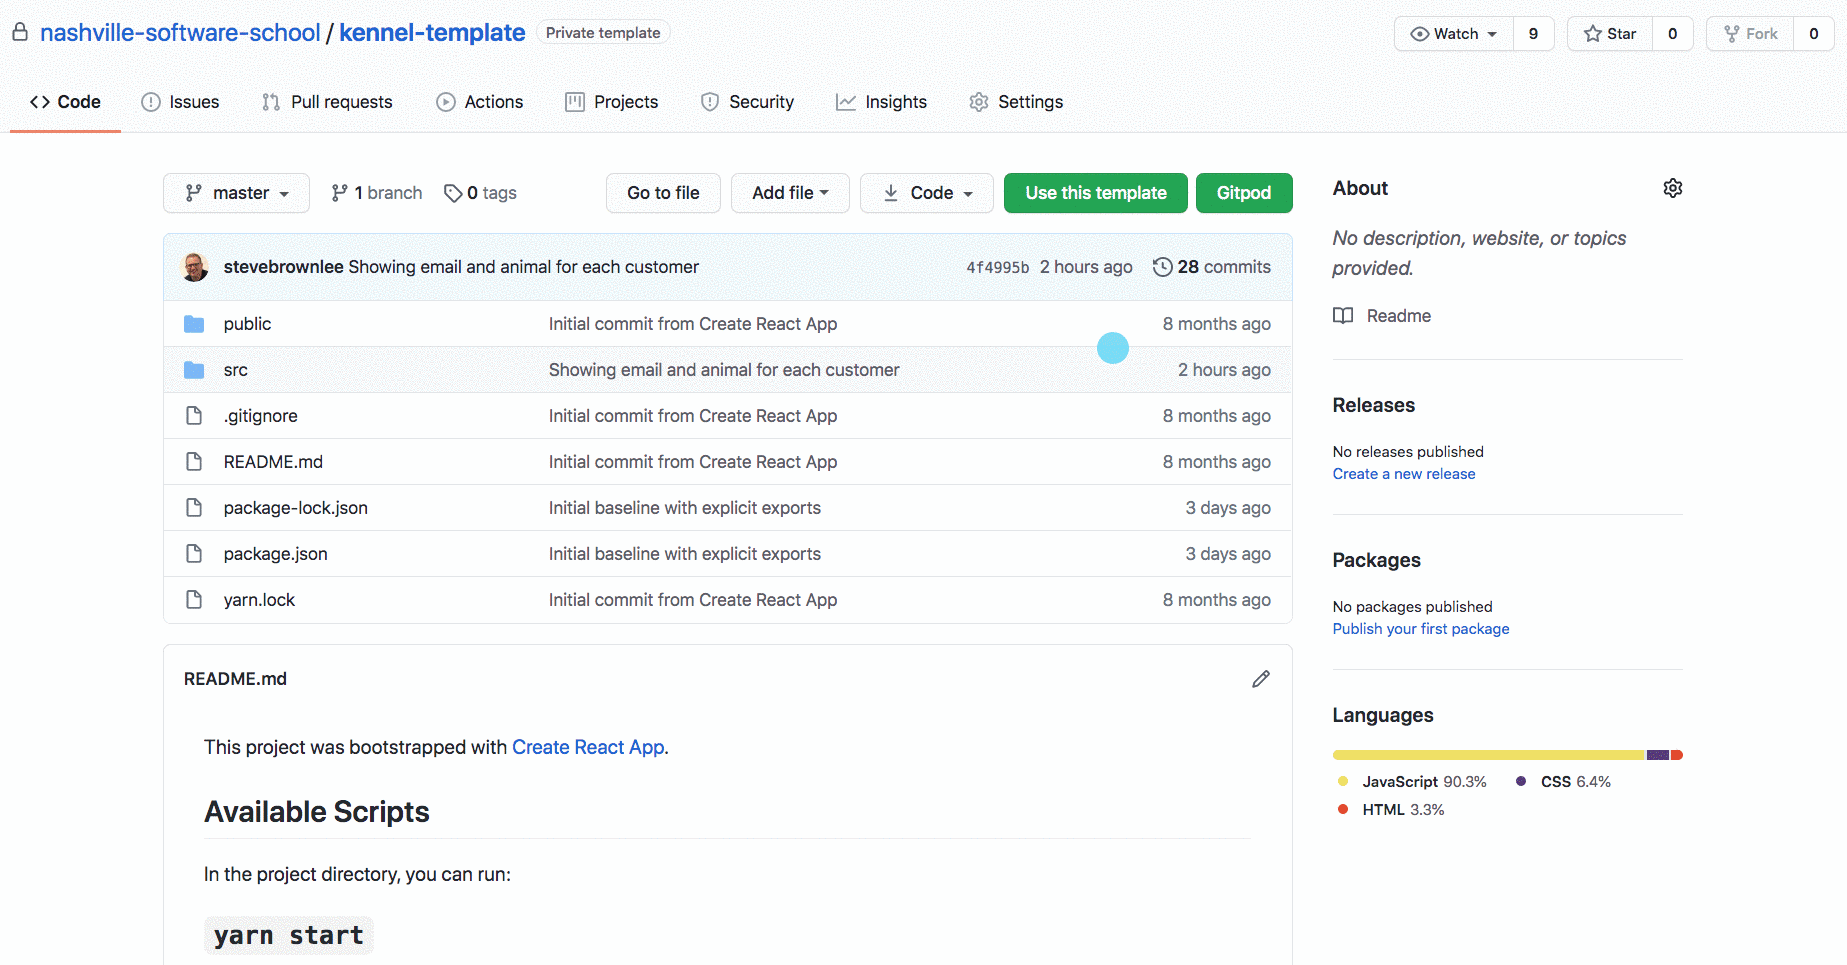 nashville-software-school / kennel-template Private template
Watch 9 Star 0 Fork 0
Code Issues Pull requests Actions Projects Security Insights Settings
master 1 branch 0 tags Go to file Add file Code Use this template Gitpod
stevebrownlee Showing email and animal for each customer 4f4995b 2 hours ago 28 commits
public Initial commit from Create React App 8 months ago
src Showing email and animal for each customer 2 hours ago
.gitignore Initial commit from Create React App 8 months ago
README.md Initial commit from Create React App 8 months ago
package-lock.json Initial baseline with explicit exports 3 days ago
package.json Initial baseline with explicit exports 3 days ago
yarn.lock Initial commit from Create React App 8 months ago
README.md
This project was bootstrapped with Create React App.
Available Scripts
In the project directory, you can run:
yarn start
About
No description, website, or topics
provided.
Readme
Releases
No releases published
Create a new release
Packages
No packages published
Publish your first package
Languages
JavaScript 90.3% CSS 6.4%
HTML 3.3%